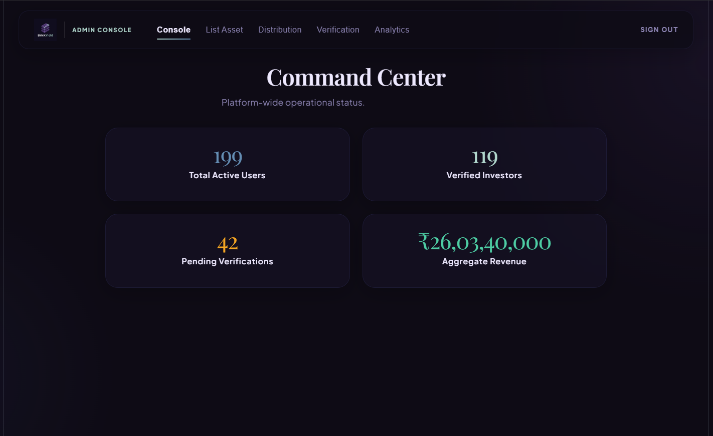 ADMIN CONSOLE
Console
List Asset
Distribution
Verification
Analytics
SIGN OUT
Command Center
Platform-wide operational status.
199
Total Active Users
119
Verified Investors
42
Pending Verifications
₹26,03,40,000
Aggregate Revenue